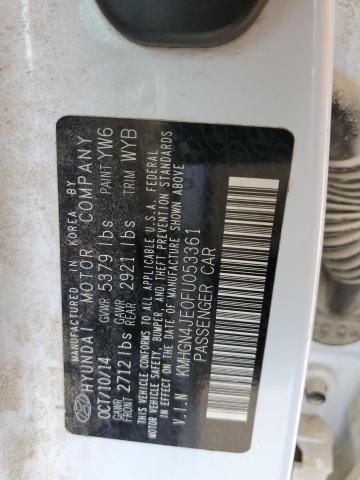 MANUFACTURED IN KOREA BY
HYUNDAI MOTOR COMPANY
OCT/10/14 GVWR 5379 lbs PAINT YW6
GAWR FRONT 2712 lbs GAWR REAR 2921 lbs TRIM WYB
THIS VEHICLE CONFORMS TO ALL APPLICABLE U.S.A. FEDERAL
MOTOR VEHICLE SAFETY, BUMPER, AND THEFT PREVENTION STANDARDS
IN EFFECT ON THE DATE OF MANUFACTURE SHOWN ABOVE
V.I.N KMHGN4JE0FU053361
PASSENGER CAR